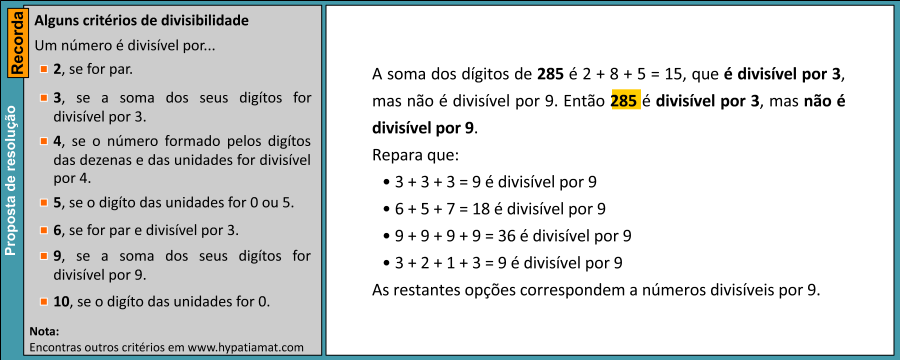 Recorda
Proposta de resolução
Alguns critérios de divisibilidade
Um número é divisível por...
2, se for par.
3, se a soma dos seus digítos for
divisível por 3.
4, se o número formado pelos digítos
das dezenas e das unidades for divisível
por 4.
5, se o digíto das unidades for 0 ou 5.
6, se for par e divisível por 3.
9, se a soma dos seus digítos for
divisível por 9.
10, se o digíto das unidades for 0.
Nota:
Encontras outros critérios em www.hypatiamat.com
A soma dos dígitos de 285 é 2 + 8 + 5 = 15, que é divisível por 3,
mas não é divisível por 9. Então 285 é divisível por 3, mas não é
divisível por 9.
Repara que:
• 3 + 3 + 3 = 9 é divisível por 9
• 6 + 5 + 7 = 18 é divisível por 9
• 9 + 9 + 9 + 9 = 36 é divisível por 9
• 3 + 2 + 1 + 3 = 9 é divisível por 9
As restantes opções correspondem a números divisíveis por 9.